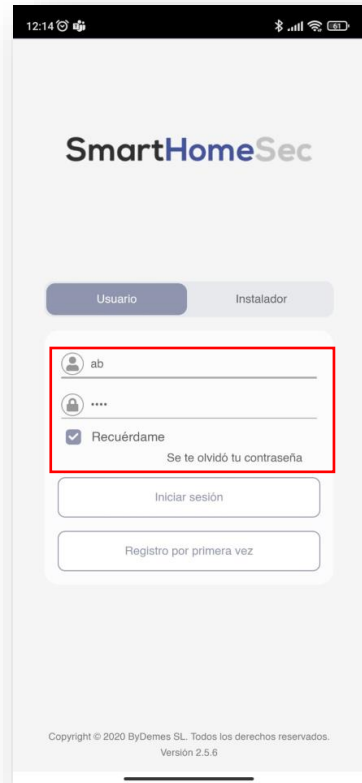 12:14
61
SmartHomeSec
Usuario Instalador
ab
••••
Recuérdame
Se te olvidó tu contraseña
Iniciar sesión
Registro por primera vez
Copyright © 2020 ByDemes SL. Todos los derechos reservados.
Versión 2.5.6